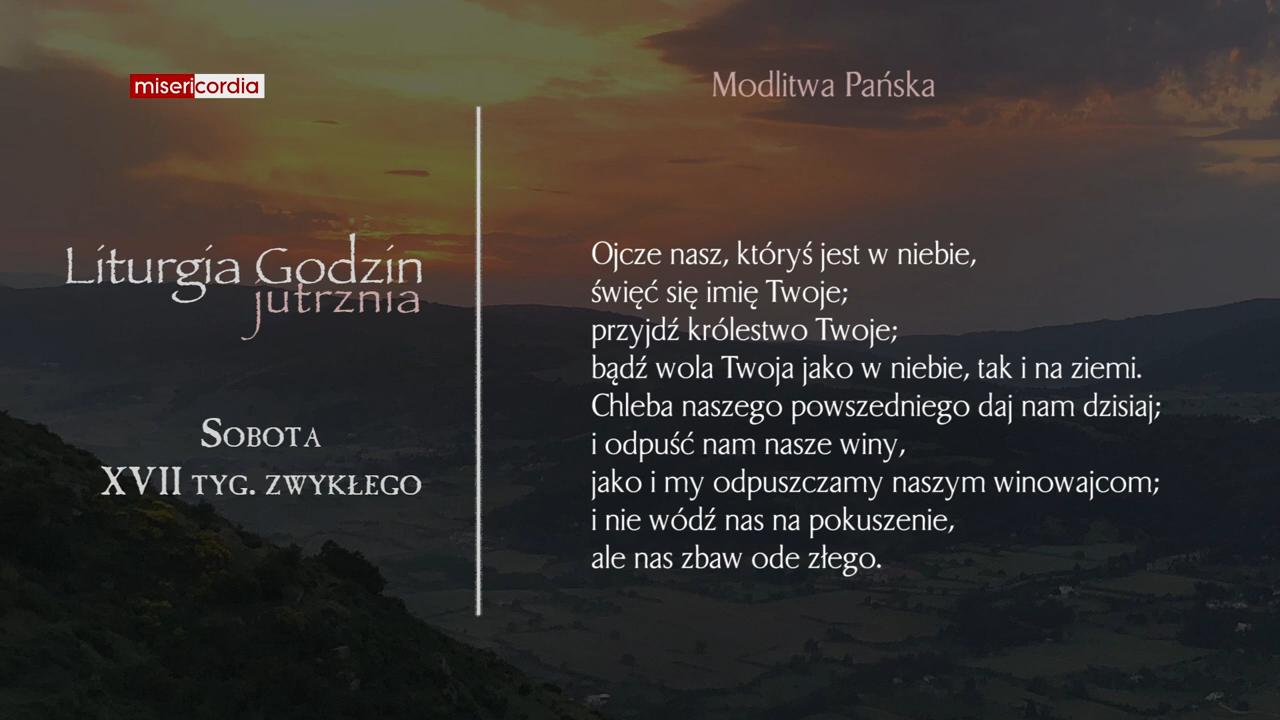 misericordia
Liturgia Godzin
jutrznia
Sobota
XVII tyg. zwykłego
Modlitwa Pańska
Ojcze nasz, któryś jest w niebie,
święć się imię Twoje;
przyjdź królestwo Twoje;
bądź wola Twoja jako w niebie, tak i na ziemi.
Chleba naszego powszedniego daj nam dzisiaj;
i odpuść nam nasze winy,
jako i my odpuszczamy naszym winowajcom;
i nie wódź nas na pokuszenie,
ale nas zbaw ode złego.